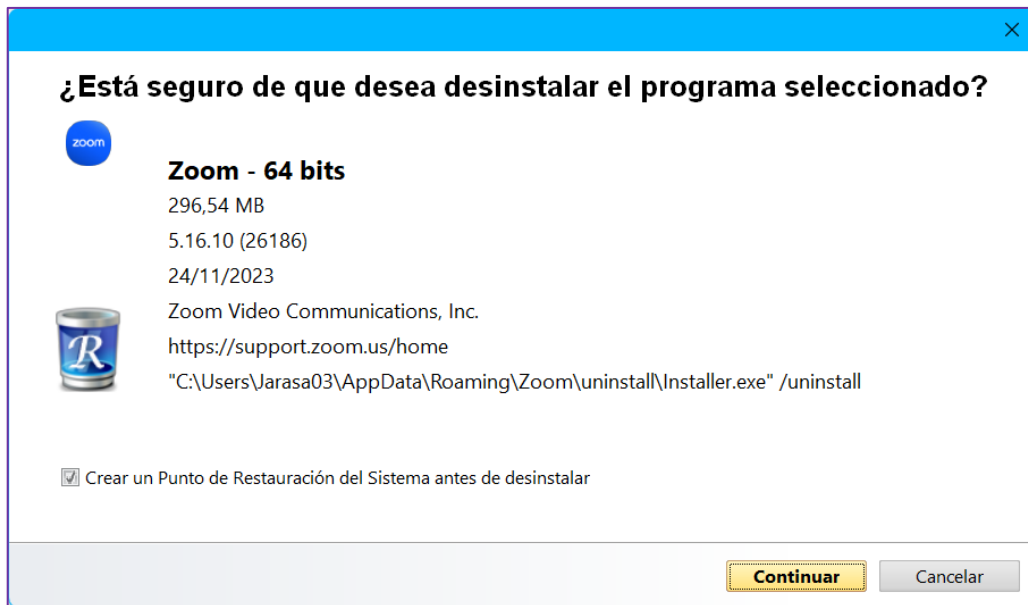 ¿Está seguro de que desea desinstalar el programa seleccionado?
zoom
Zoom - 64 bits
296,54 MB
5.16.10 (26186)
24/11/2023
Zoom Video Communications, Inc.
R
https://support.zoom.us/home
"C:\Users\Jarasa03\AppData\Roaming\Zoom\uninstall\Installer.exe" /uninstall
Crear un Punto de Restauración del Sistema antes de desinstalar
Continuar
Cancelar